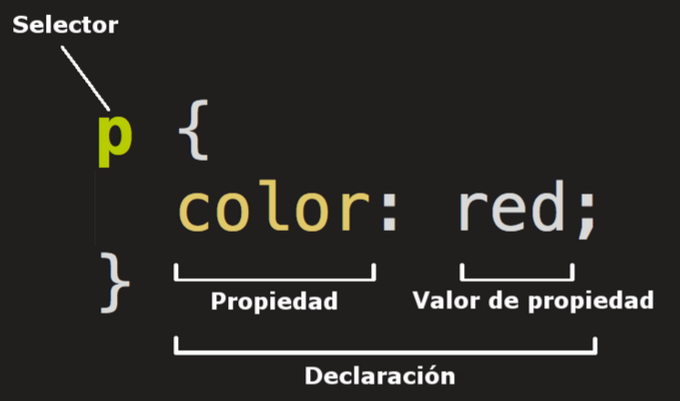 Selector
p {
color: red;
}
Propiedad
Valor de propiedad
Declaración